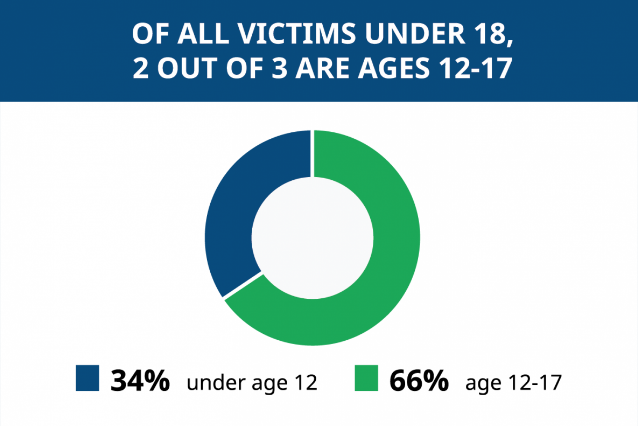 OF ALL VICTIMS UNDER 18,
2 OUT OF 3 ARE AGES 12-17
34% under age 12 66% age 12-17